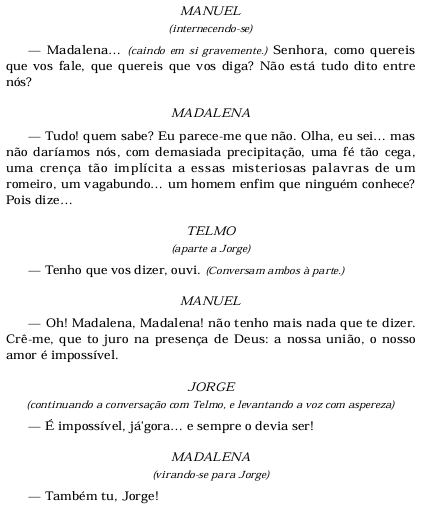 MANUEL
(internecendo-se)
— Madalena... (caindo em si gravemente.) Senhora, como quereis
que vos fale, que quereis que vos diga? Não está tudo dito entre
nós?
MADALENA
— Tudo! quem sabe? Eu parece-me que não. Olha, eu sei... mas
não daríamos nós, com demasiada precipitação, uma fé tão cega,
uma crença tão implícita a essas misteriosas palavras de um
romeiro, um vagabundo... um homem enfim que ninguém conhece?
Pois dize...
TELMO
(aparte a Jorge)
— Tenho que vos dizer, ouvi. (Conversam ambos à parte.)
MANUEL
— Oh! Madalena, Madalena! não tenho mais nada que te dizer.
Crê-me, que to juro na presença de Deus: a nossa união, o nosso
amor é impossível.
JORGE
(continuando a conversação com Telmo, e levantando a voz com aspereza)
— É impossível, já'gora... e sempre o devia ser!
MADALENA
(virando-se para Jorge)
— Também tu, Jorge!